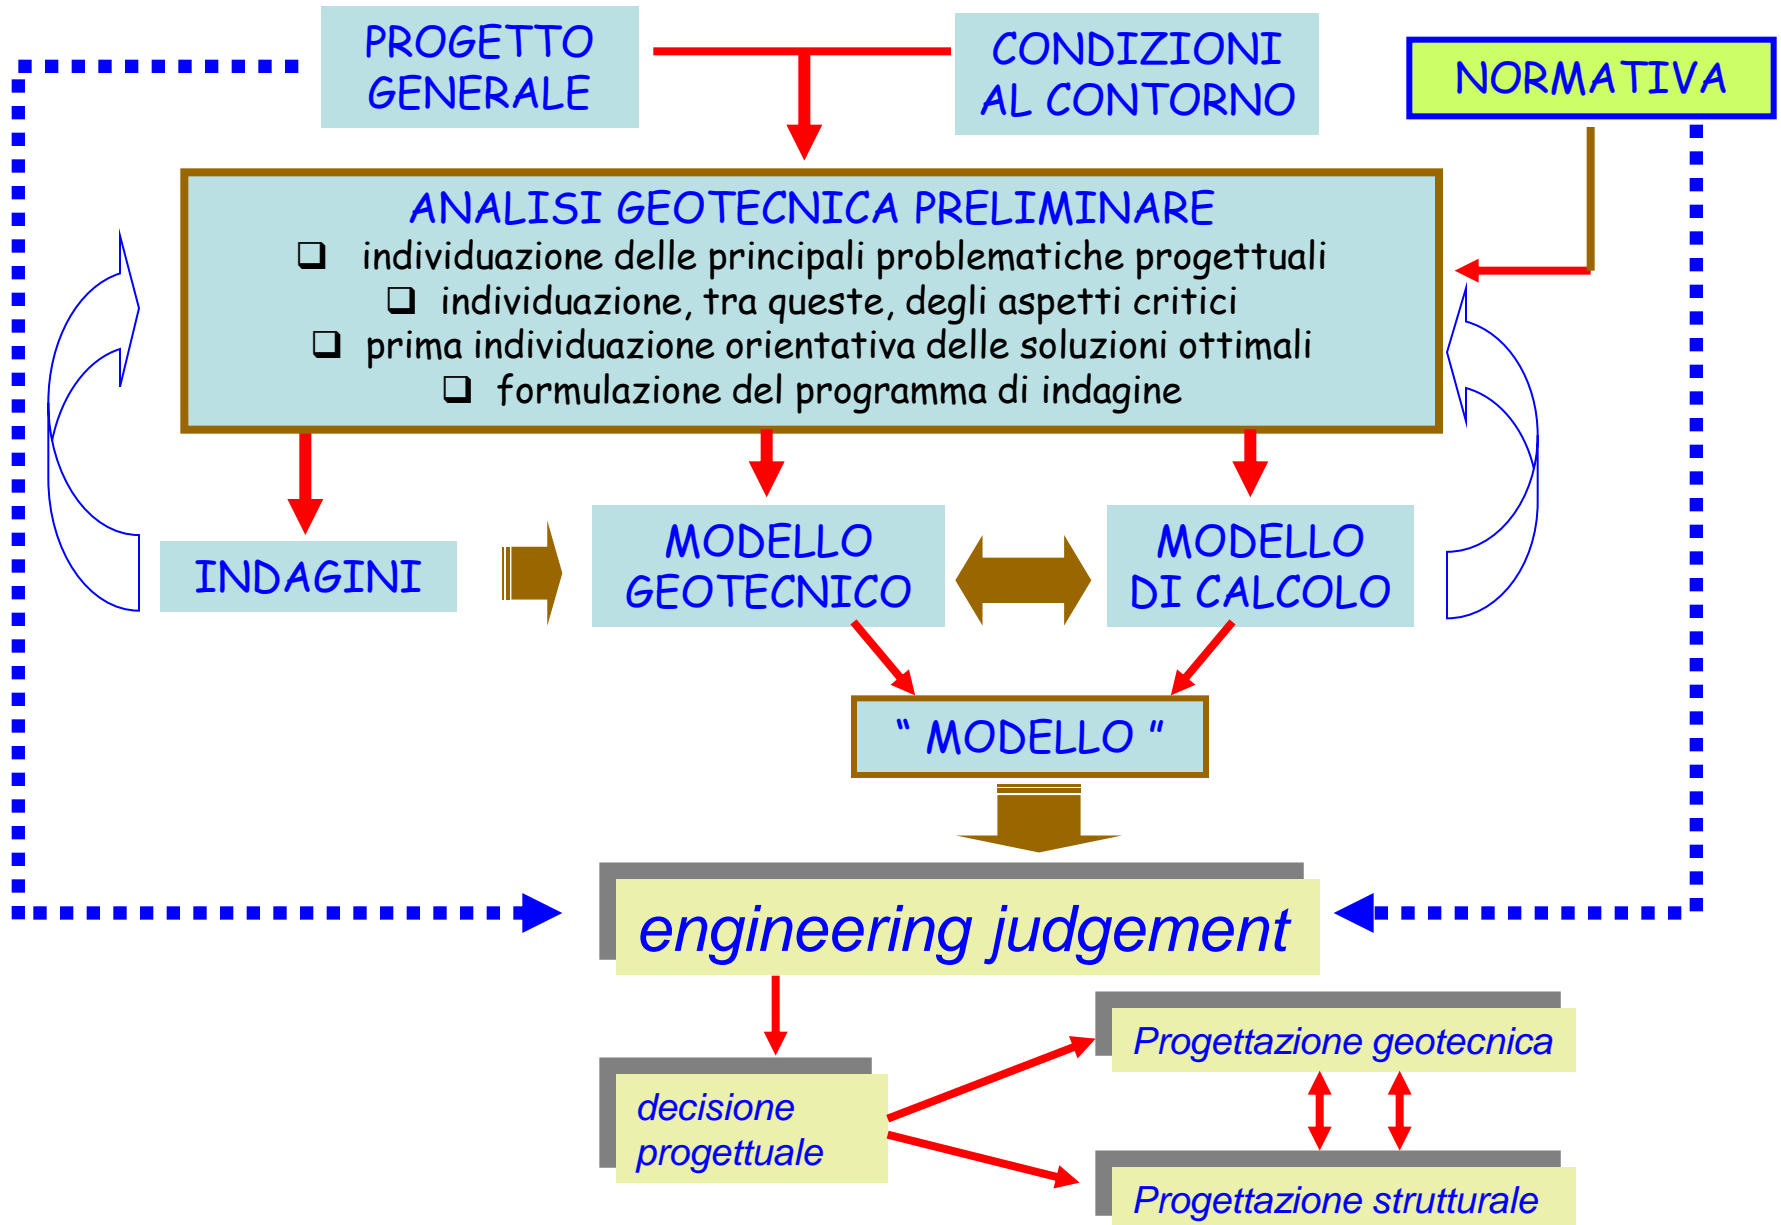 PROGETTO
GENERALE
CONDIZIONI
AL CONTORNO
NORMATIVA
ANALISI GEOTECNICA PRELIMINARE
❑ individuazione delle principali problematiche progettuali
❑ individuazione, tra queste, degli aspetti critici
❑ prima individuazione orientativa delle soluzioni ottimali
❑ formulazione del programma di indagine
INDAGINI
MODELLO
GEOTECNICO
MODELLO
DI CALCOLO
“ MODELLO ”
engineering judgement
decisione
progettuale
Progettazione geotecnica
Progettazione strutturale